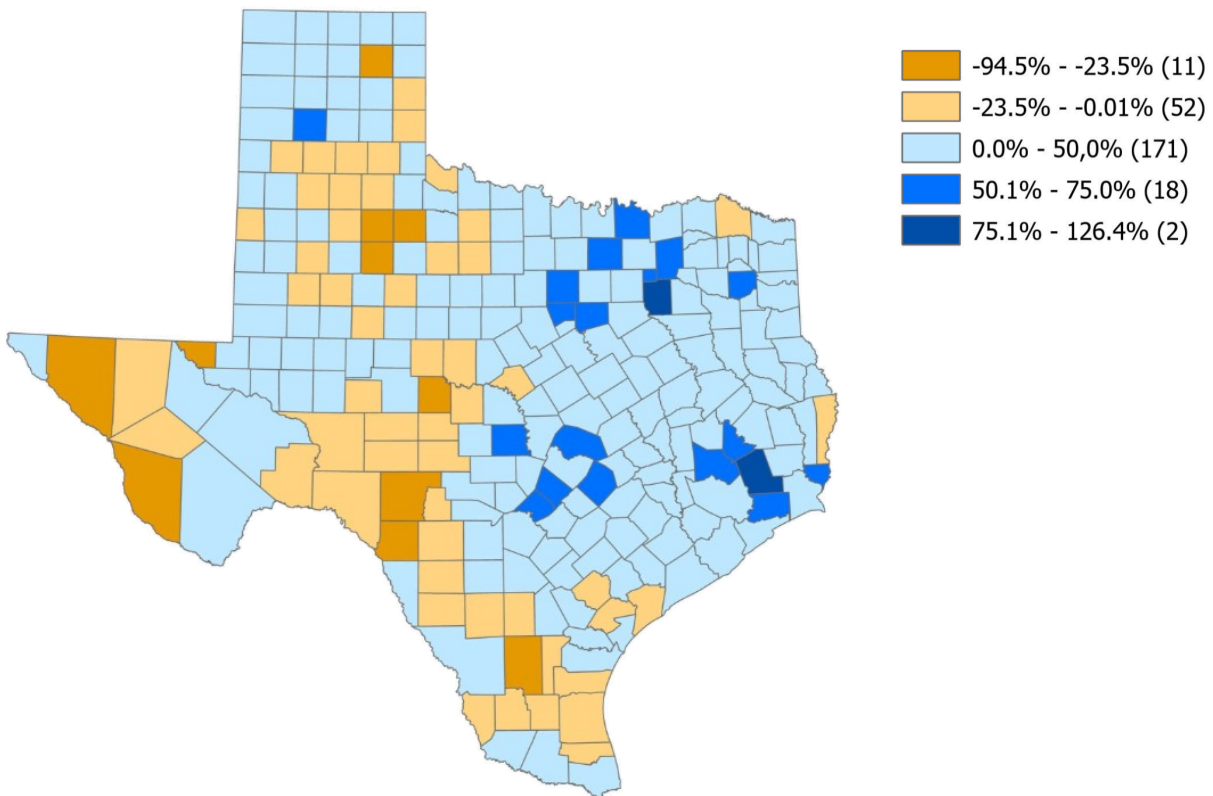 -94.5% - -23.5% (11)
-23.5% - -0.01% (52)
0.0% - 50,0% (171)
50.1% - 75.0% (18)
75.1% - 126.4% (2)